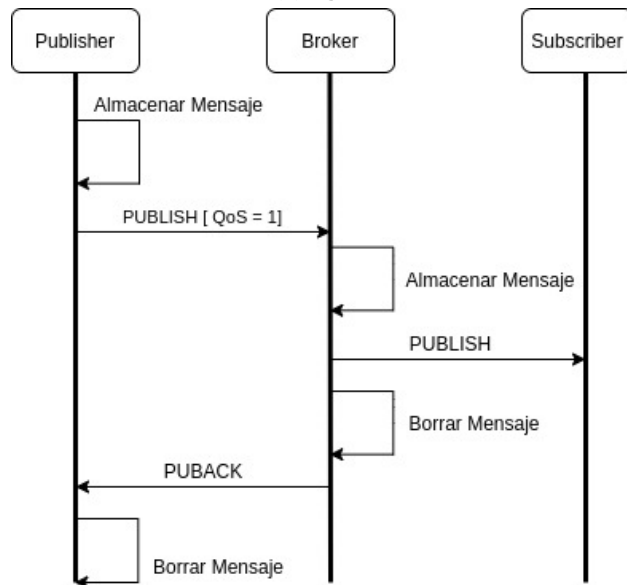 Publisher
Broker
Subscriber
Almacenar Mensaje
PUBLISH [ QoS = 1]
Almacenar Mensaje
PUBLISH
Borrar Mensaje
PUBACK
Borrar Mensaje